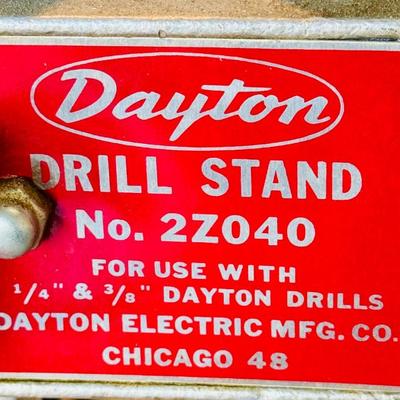 Dayton
DRILL STAND
No. 2Z040
FOR USE WITH
1/4" & 3/8" DAYTON DRILLS
DAYTON ELECTRIC MFG. CO.
CHICAGO 48